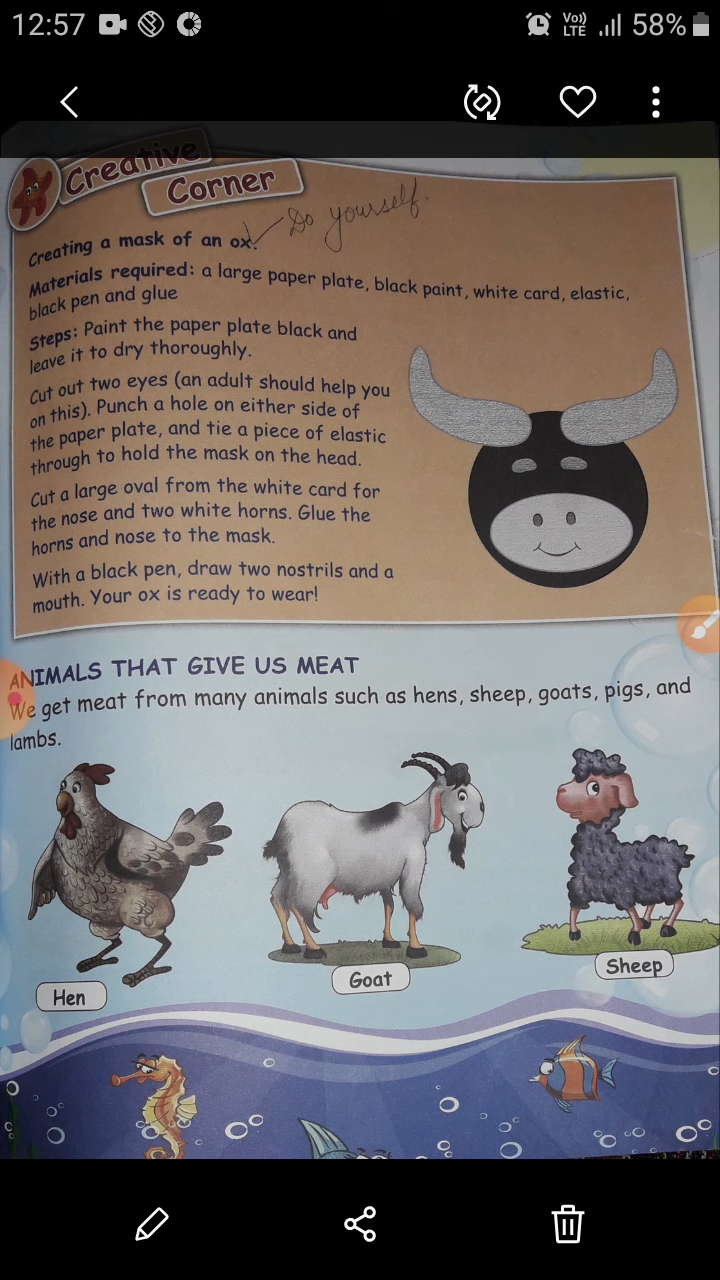 12:57
Vo))
LTE
58%
Creative
Corner
Creating a mask of an ox. Do yourself.
Materials required: a large paper plate, black paint, white card, elastic,
black pen and glue
Steps: Paint the paper plate black and
leave it to dry thoroughly.
Cut out two eyes (an adult should help you
on this). Punch a hole on either side of
the paper plate, and tie a piece of elastic
through to hold the mask on the head.
Cut a large oval from the white card for
the nose and two white horns. Glue the
horns and nose to the mask.
With a black pen, draw two nostrils and a
mouth. Your ox is ready to wear!
ANIMALS THAT GIVE US MEAT
We get meat from many animals such as hens, sheep, goats, pigs, and
lambs.
Hen
Goat
Sheep